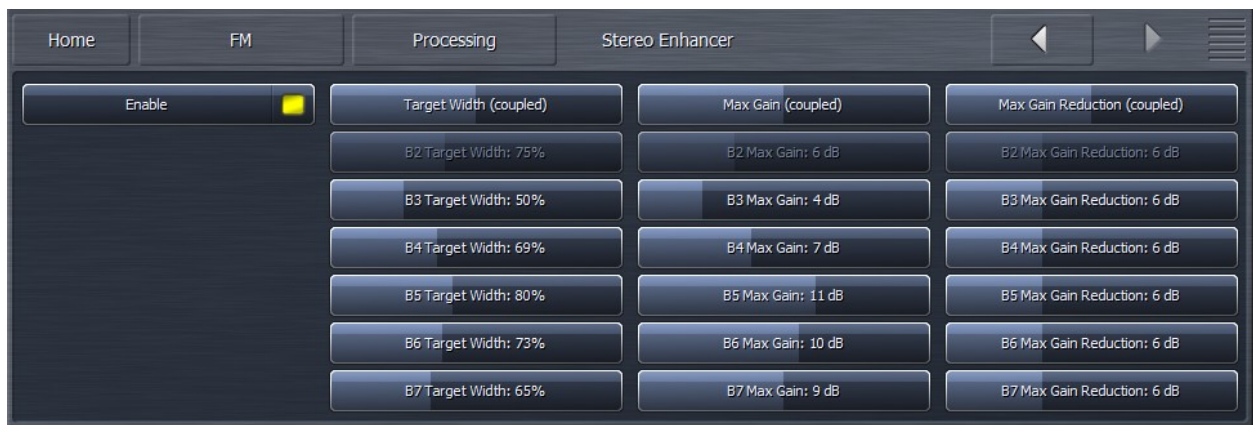 Home FM Processing Stereo Enhancer
Enable Target Width (coupled) Max Gain (coupled) Max Gain Reduction (coupled)
B2 Target Width: 75% B2 Max Gain: 6 dB B2 Max Gain Reduction: 6 dB
B3 Target Width: 50% B3 Max Gain: 4 dB B3 Max Gain Reduction: 6 dB
B4 Target Width: 69% B4 Max Gain: 7 dB B4 Max Gain Reduction: 6 dB
B5 Target Width: 80% B5 Max Gain: 11 dB B5 Max Gain Reduction: 6 dB
B6 Target Width: 73% B6 Max Gain: 10 dB B6 Max Gain Reduction: 6 dB
B7 Target Width: 65% B7 Max Gain: 9 dB B7 Max Gain Reduction: 6 dB